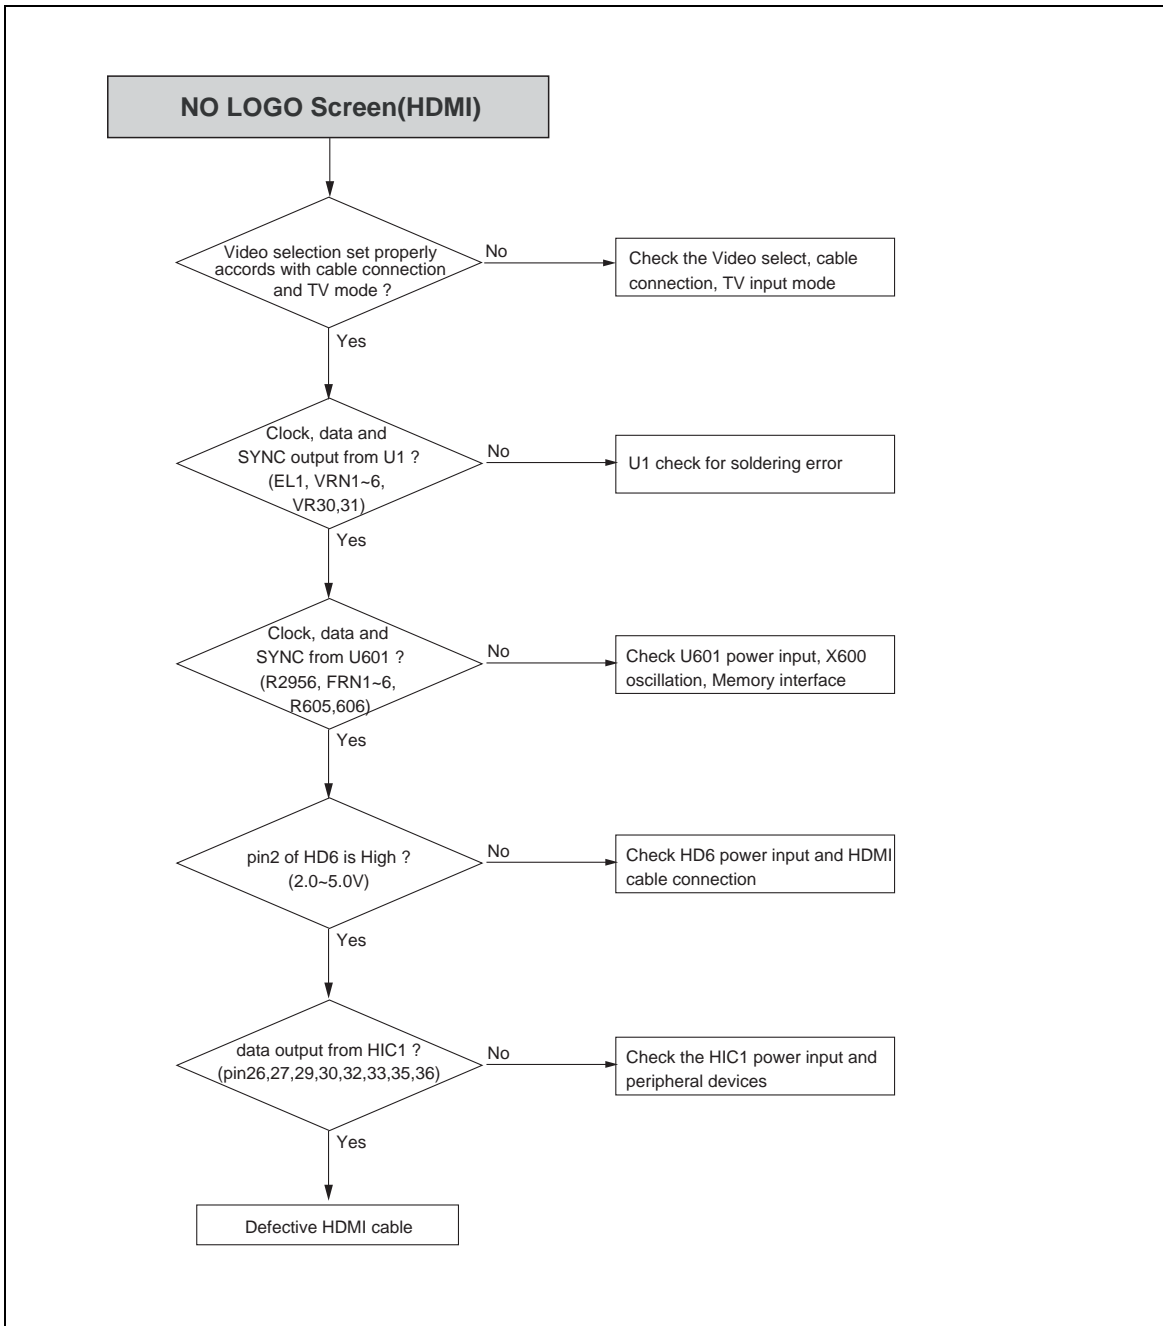 NO LOGO Screen(HDMI)
Video selection set properly
accords with cable connection
and TV mode ?
No
Check the Video select, cable
connection, TV input mode
Yes
Clock, data and
SYNC output from U1 ?
(EL1, VRN1~6,
VR30,31)
No
U1 check for soldering error
Yes
Clock, data and
SYNC from U601 ?
(R2956, FRN1~6,
R605,606)
No
Check U601 power input, X600
oscillation, Memory interface
Yes
pin2 of HD6 is High ?
(2.0~5.0V)
No
Check HD6 power input and HDMI
cable connection
Yes
data output from HIC1 ?
(pin26,27,29,30,32,33,35,36)
No
Check the HIC1 power input and
peripheral devices
Yes
Defective HDMI cable